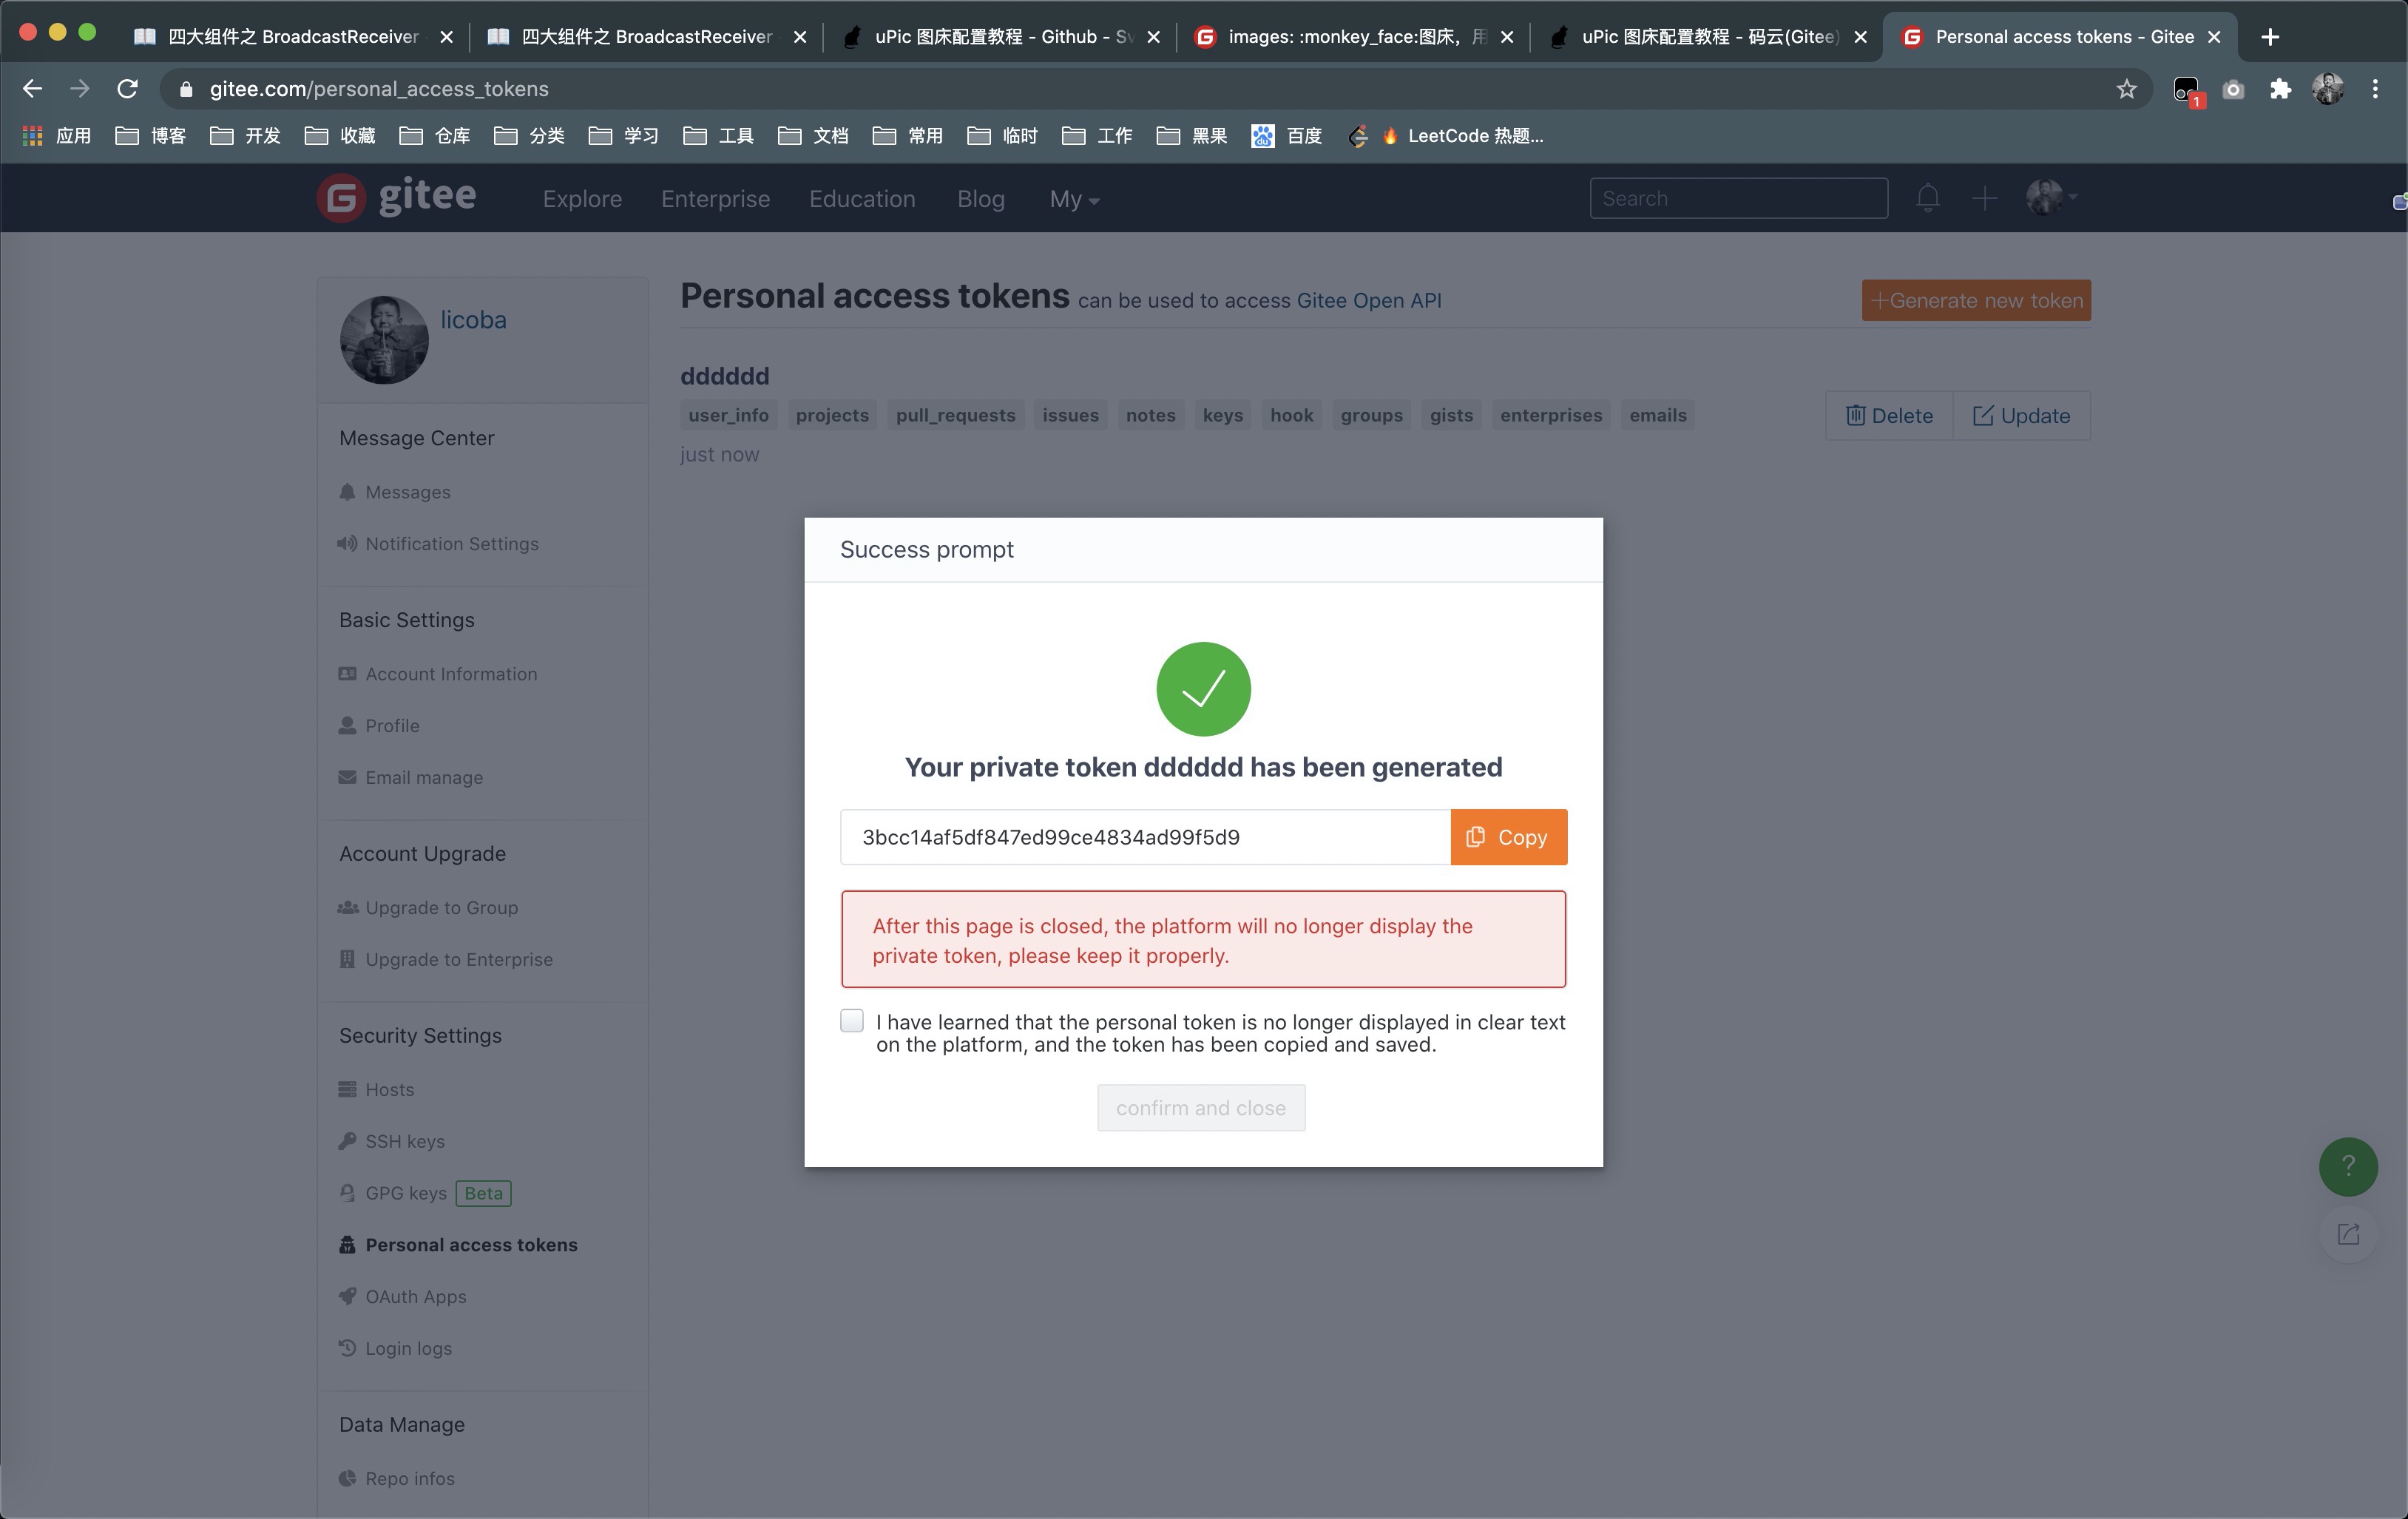 四大组件之 BroadcastReceiver
四大组件之 BroadcastReceiver
uPic 图床配置教程 - Github - Sv
images: :monkey_face:图床，用
uPic 图床配置教程 - 码云(Gitee)
Personal access tokens - Gitee
gitee.com/personal_access_tokens
1
应用 博客 开发 收藏 仓库 分类 学习 工具 文档 常用 临时 工作 黑果 百度 LeetCode 热题...
gitee Explore Enterprise Education Blog My Search
licoba
Message Center
Messages
Notification Settings
Basic Settings
Account Information
Profile
Email manage
Account Upgrade
Upgrade to Group
Upgrade to Enterprise
Security Settings
Hosts
SSH keys
GPG keys Beta
Personal access tokens
OAuth Apps
Login logs
Data Manage
Repo infos
Personal access tokens can be used to access Gitee Open API
+Generate new token
dddddd
user_info projects pull_requests issues notes keys hook groups gists enterprises emails
Delete Update
just now
Success prompt
Your private token dddddd has been generated
3bcc14af5df847ed99ce4834ad99f5d9
Copy
After this page is closed, the platform will no longer display the
private token, please keep it properly.
I have learned that the personal token is no longer displayed in clear text
on the platform, and the token has been copied and saved.
confirm and close
?